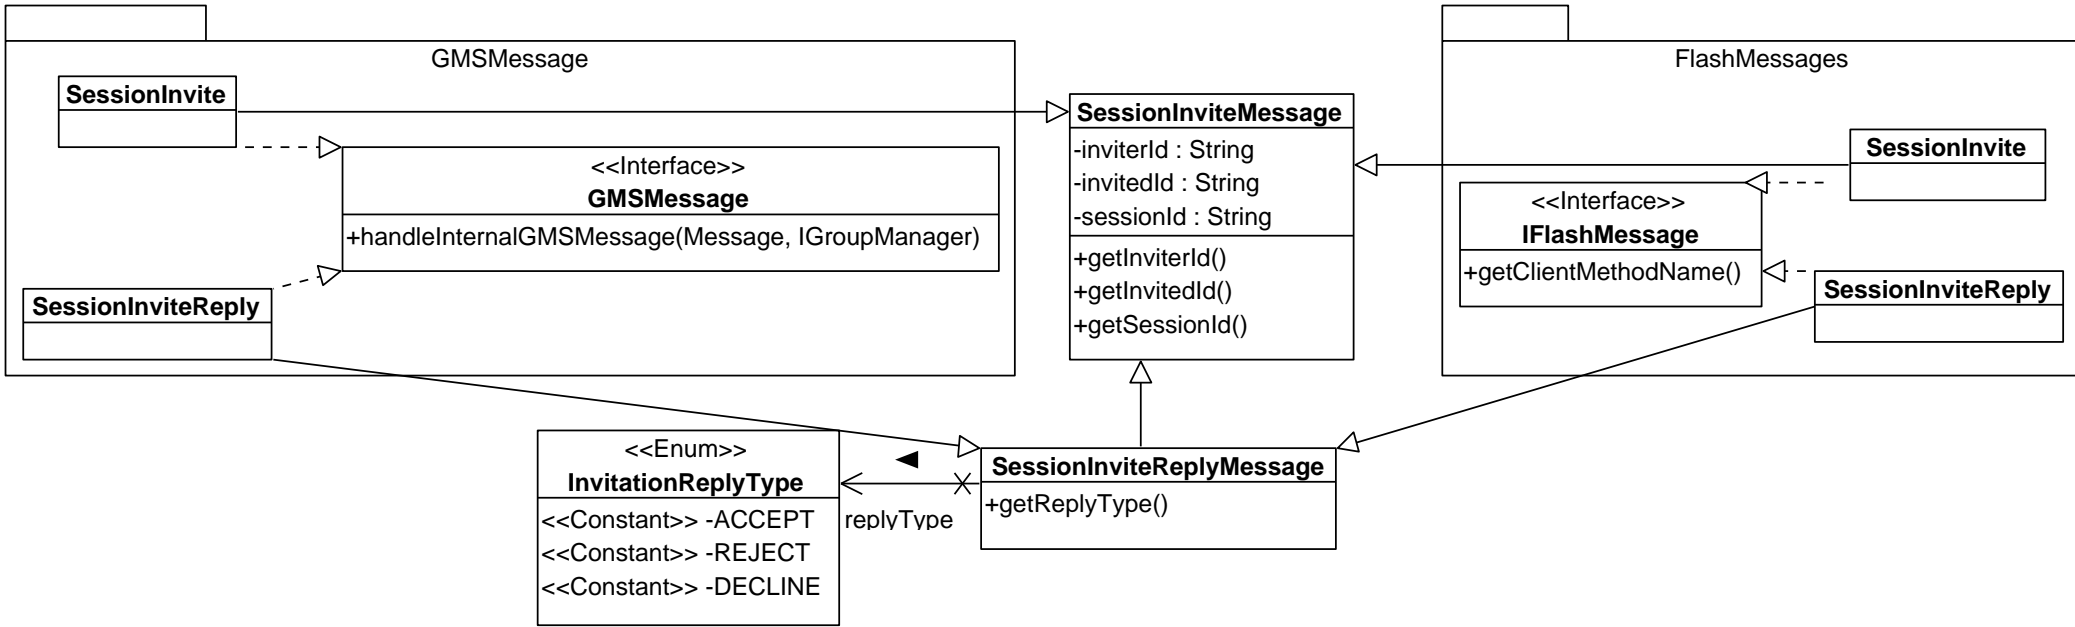 GMSMessage
SessionInvite
<<Interface>>
GMSMessage
+handleInternalGMSMessage(Message, IGroupManager)
SessionInviteReply
SessionInviteMessage
-inviterId : String
-invitedId : String
-sessionId : String
+getInviterId()
+getInvitedId()
+getSessionId()
FlashMessages
SessionInvite
<<Interface>>
IFlashMessage
+getClientMethodName()
SessionInviteReply
<<Enum>>
InvitationReplyType
<<Constant>> -ACCEPT
<<Constant>> -REJECT
<<Constant>> -DECLINE
replyType
SessionInviteReplyMessage
+getReplyType()